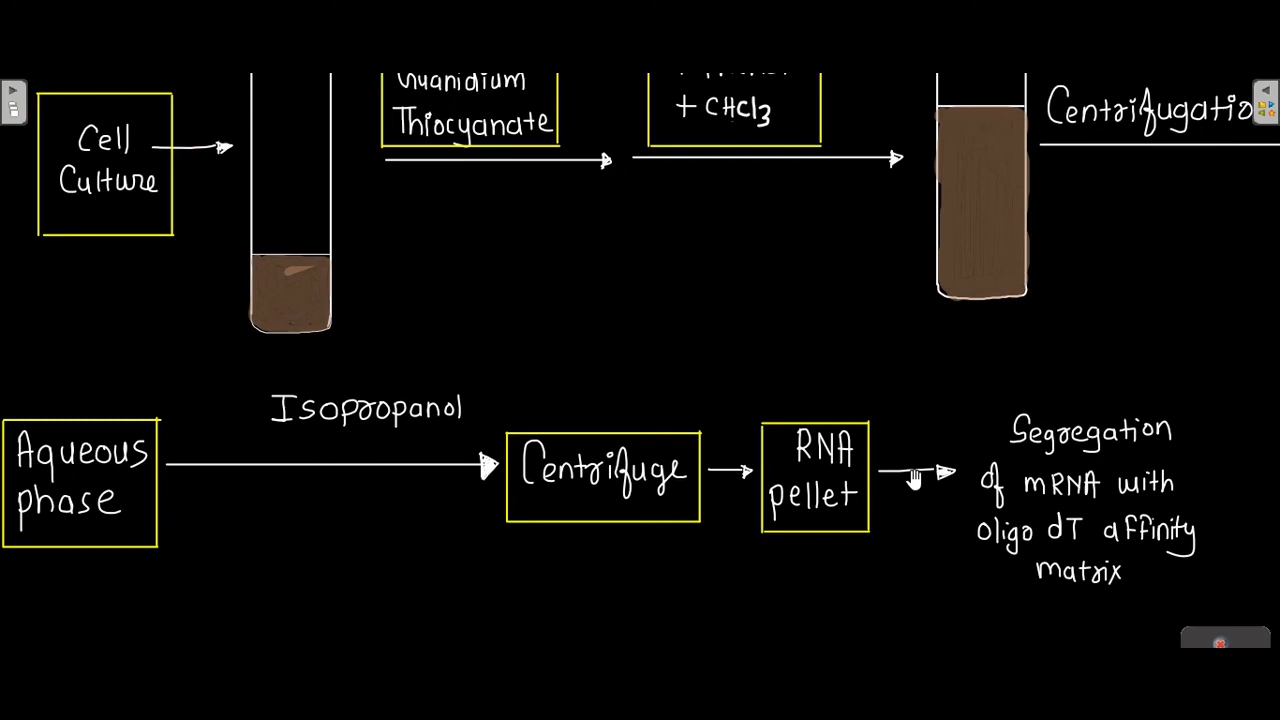 Guanidium
Thiocyanate
+ CHCl3
Centrifugatio
Cell
Culture
Isopropanol
Aqueous
phase
Centrifuge
RNA
pellet
Segregation
of mRNA with
oligo dT affinity
matrix